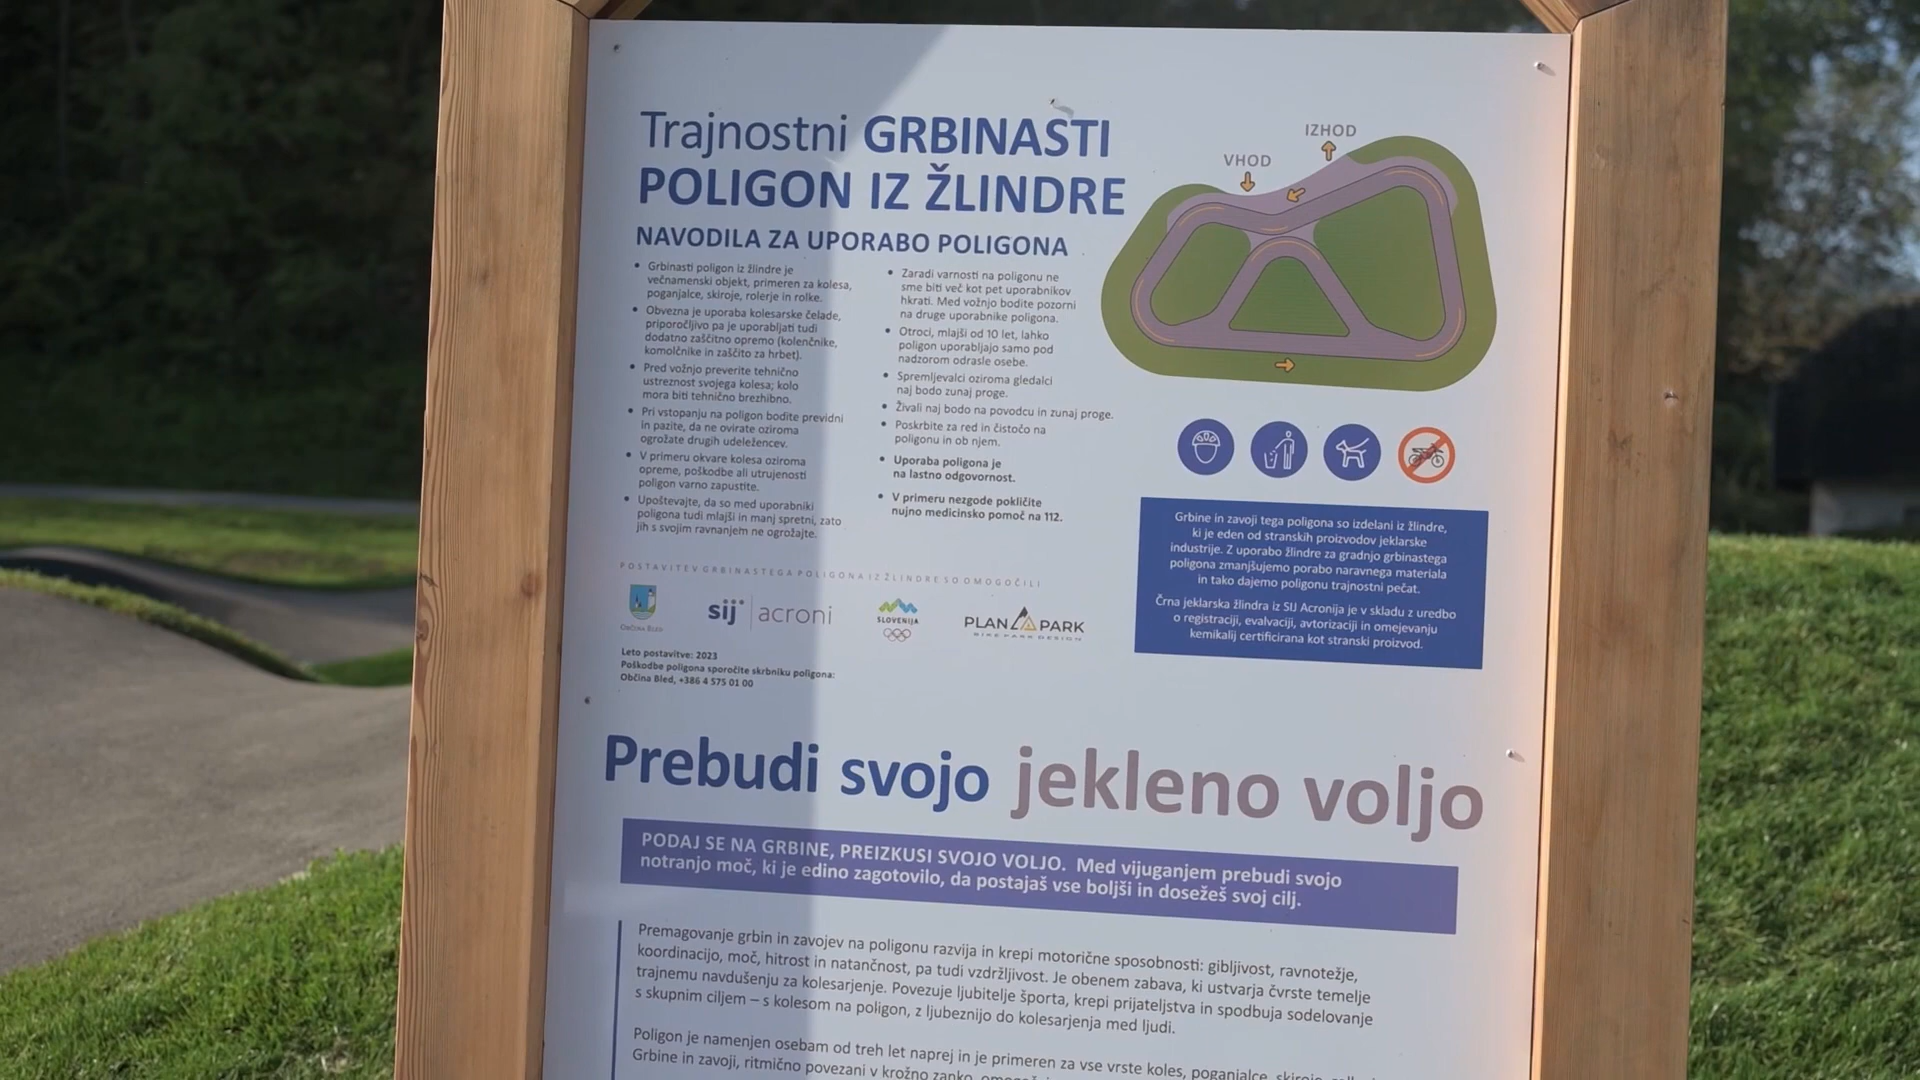 Trajnostni GRBINASTI
POLIGON IZ ŽLINDRE
NAVODILA ZA UPORABO POLIGONA
• Grbinasti poligon iz žlindre je
večnamenski objekt, primeren za kolesa,
poganjalce, skiroje, rolerje in rolke.
• Obvezna je uporaba kolesarske čelade,
priporočljivo pa je uporabljati tudi
dodatno zaščitno opremo (kolenčnike,
komolčnike in zaščito za hrbet).
• Pred vožnjo preverite tehnično
ustreznost svojega kolesa; kolo
mora biti tehnično brezhibno.
• Pri vstopanju na poligon bodite previdni
in pazite, da ne ovirate oziroma
ogrožate drugih udeležencev.
• V primeru okvare kolesa oziroma
opreme, poškodbe ali utrujenosti
poligon varno zapustite.
• Upoštevajte, da so med uporabniki
poligona tudi mlajši in manj spretni, zato
jih s svojim ravnanjem ne ogrožajte.
• Zaradi varnosti na poligonu ne
sme biti več kot pet uporabnikov
hkrati. Med vožnjo bodite pozorni
na druge uporabnike poligona.
• Otroci, mlajši od 10 let, lahko
poligon uporabljajo samo pod
nadzorom odrasle osebe.
• Spremljevalci oziroma gledalci
naj bodo zunaj proge.
• Živali naj bodo na povodcu in zunaj proge.
• Poskrbite za red in čistočo na
poligonu in ob njem.
• Uporaba poligona je
na lastno odgovornost.
• V primeru nezgode pokličite
nujno medicinsko pomoč na 112.
IZHOD
VHOD
Grbine in zavoji tega poligona so izdelani iz žlindre,
ki je eden od stranskih proizvodov jeklarske
industrije. Z uporabo žlindre za gradnjo grbinastega
poligona zmanjšujemo porabo naravnega materiala
in tako dajemo poligonu trajnostni pečat.
Črna jeklarska žlindra iz SIJ Acronija je v skladu z uredbo
o registraciji, evalvaciji, avtorizaciji in omejevanju
kemikalij certificirana kot stranski proizvod.
POSTAVITEV GRBINASTEGA POLIGONA IZ ŽLINDRE SO OMOGOČILI
OBČINA BLED
sij acroni
SLOVENIJA
PLAN PARK
BIKE PARK DESIGN
Leto postavitve: 2023
Poškodbe poligona sporočite skrbniku poligona:
Občina Bled, +386 4 575 01 00
Prebudi svojo jekleno voljo
PODAJ SE NA GRBINE, PREIZKUSI SVOJO VOLJO. Med vijuganjem prebudi svojo
notranjo moč, ki je edino zagotovilo, da postajaš vse boljši in dosežeš svoj cilj.
Premagovanje grbin in zavojev na poligonu razvija in krepi motorične sposobnosti: gibljivost, ravnotežje,
koordinacijo, moč, hitrost in natančnost, pa tudi vzdržljivost. Je obenem zabava, ki ustvarja čvrste temelje
trajnemu navdušenju za kolesarjenje. Povezuje ljubitelje športa, krepi prijateljstva in spodbuja sodelovanje
s skupnim ciljem – s kolesom na poligon, z ljubeznijo do kolesarjenja med ljudi.
Poligon je namenjen osebam od treh let naprej in je primeren za vse vrste koles, poganjalce,
Grbine in zavoji, ritmično povezani v krožno zanko,